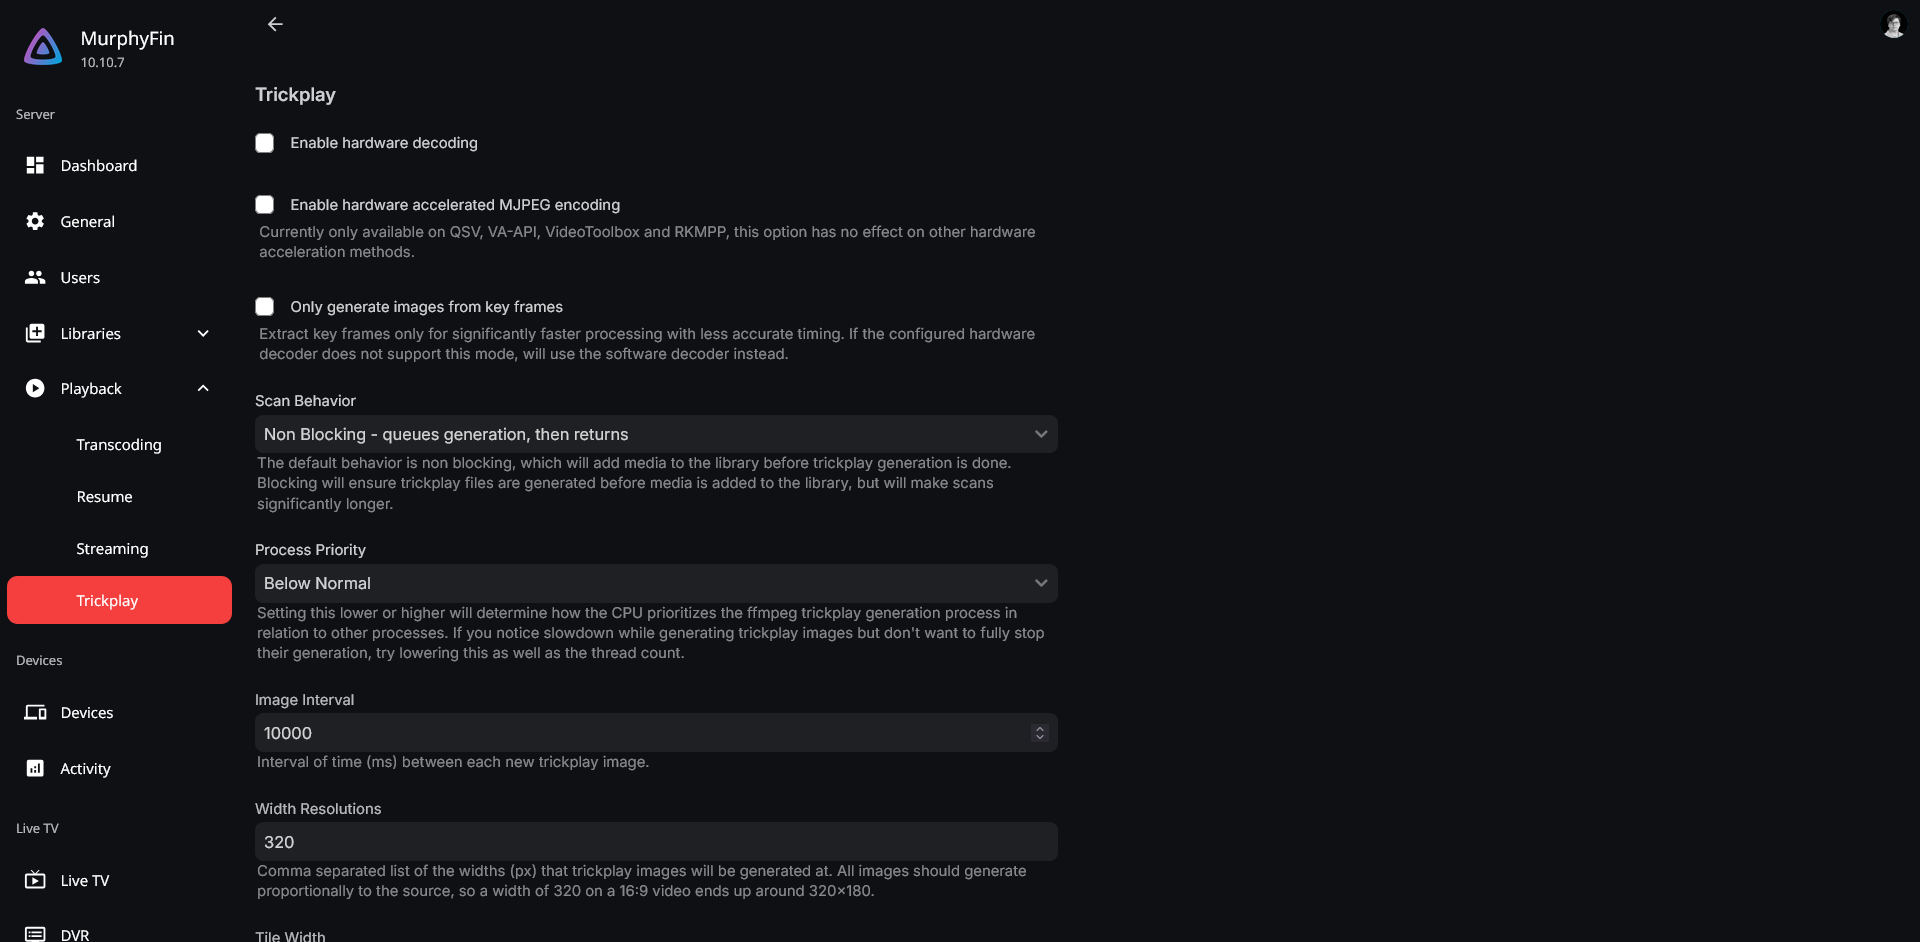 MurphyFin
10.10.7
Server
Dashboard
General
Users
Libraries
Playback
Transcoding
Resume
Streaming
Trickplay
Devices
Devices
Activity
Live TV
Live TV
DVR
Trickplay
Enable hardware decoding
Enable hardware accelerated MJPEG encoding
Currently only available on QSV, VA-API, VideoToolbox and RKMPP, this option has no effect on other hardware
acceleration methods.
Only generate images from key frames
Extract key frames only for significantly faster processing with less accurate timing. If the configured hardware
decoder does not support this mode, will use the software decoder instead.
Scan Behavior
Non Blocking - queues generation, then returns
The default behavior is non blocking, which will add media to the library before trickplay generation is done.
Blocking will ensure trickplay files are generated before media is added to the library, but will make scans
significantly longer.
Process Priority
Below Normal
Setting this lower or higher will determine how the CPU prioritizes the ffmpeg trickplay generation process in
relation to other processes. If you notice slowdown while generating trickplay images but don't want to fully stop
their generation, try lowering this as well as the thread count.
Image Interval
10000
Interval of time (ms) between each new trickplay image.
Width Resolutions
320
Comma separated list of the widths (px) that trickplay images will be generated at. All images should generate
proportionally to the source, so a width of 320 on a 16:9 video ends up around 320×180.
Tile Width